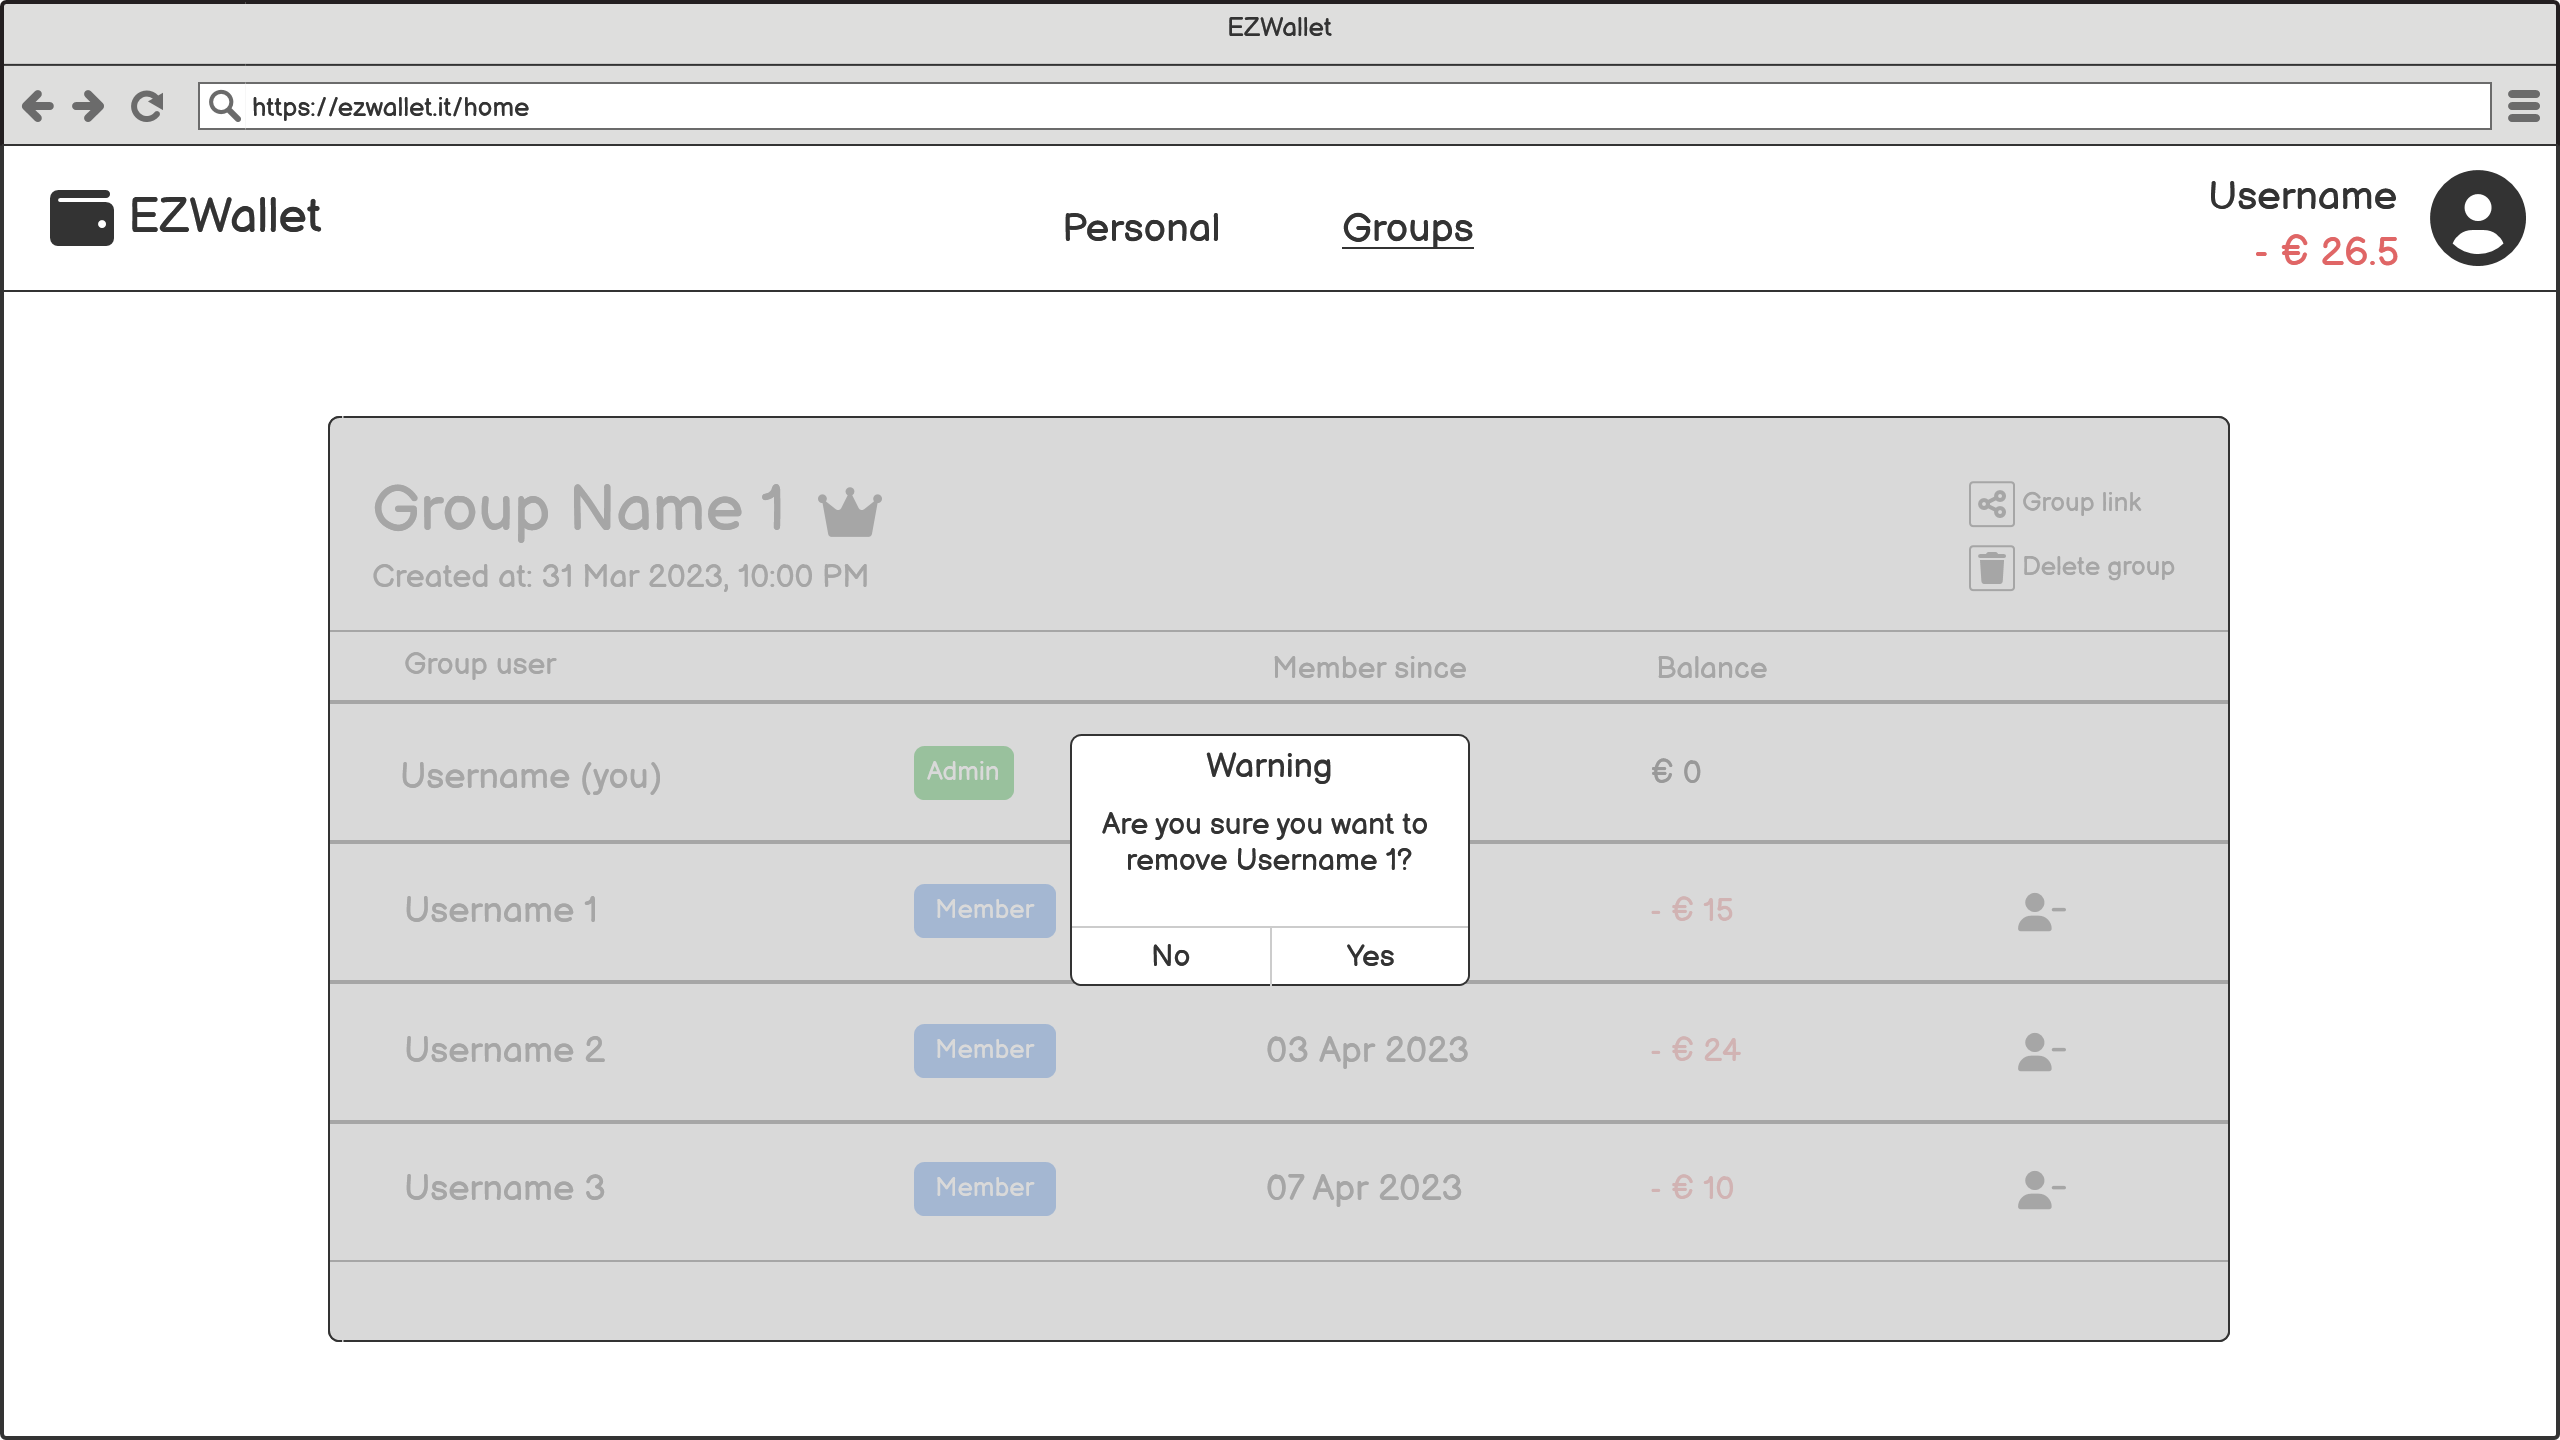 EZWallet
https://ezwallet.it/home
EZWallet
Personal
Groups
Username
- € 26.5
Group Name 1
Created at: 31 Mar 2023, 10:00 PM
Group link
Delete group
Group user
Member since
Balance
Username (you)
Admin
€ 0
Warning
Are you sure you want to
remove Username 1?
No
Yes
Username 1
Member
- € 15
Username 2
Member
03 Apr 2023
- € 24
Username 3
Member
07 Apr 2023
- € 10